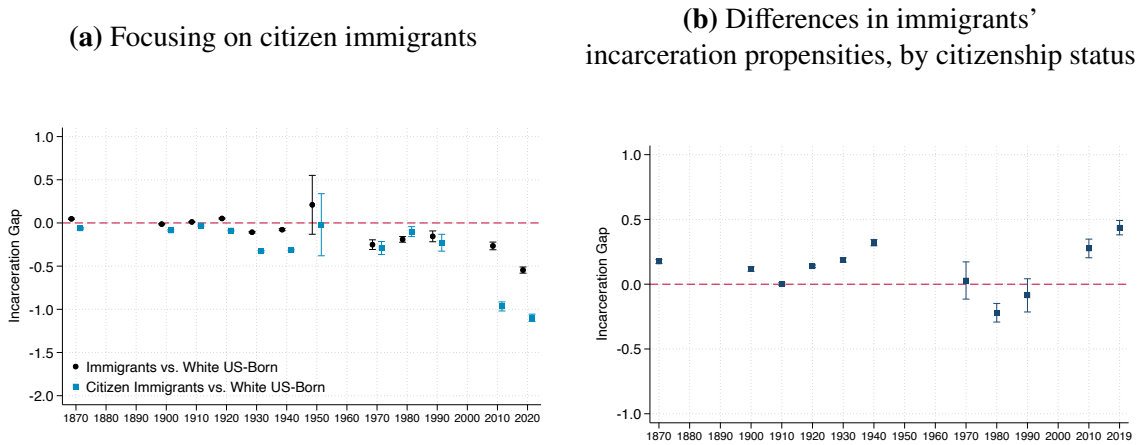 (a) Focusing on citizen immigrants
1.0
0.5
0.0
-0.5
-1.0
-1.5
-2.0
Incarceration Gap
Immigrants vs. White US-Born
Citizen Immigrants vs. White US-Born
1870 1880 1890 1900 1910 1920 1930 1940 1950 1960 1970 1980 1990 2000 2010 2020
(b) Differences in immigrants’
incarceration propensities, by citizenship status
1.0
0.5
0.0
-0.5
-1.0
Incarceration Gap
1870 1880 1890 1900 1910 1920 1930 1940 1950 1960 1970 1980 1990 2000 2010 2019